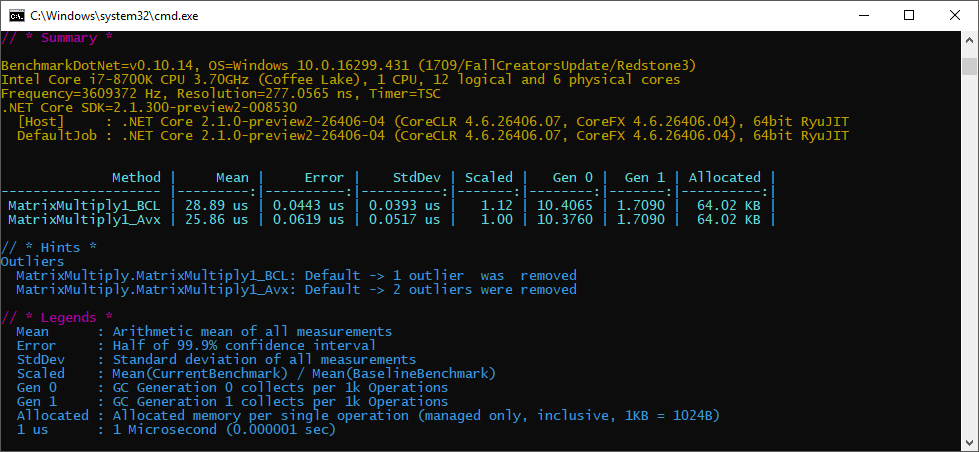 C:\Windows\system32\cmd.exe
// * Summary *
BenchmarkDotNet=v0.10.14, OS=Windows 10.0.16299.431 (1709/FallCreatorsUpdate/Redstone3)
Intel Core i7-8700K CPU 3.70GHz (Coffee Lake), 1 CPU, 12 logical and 6 physical cores
Frequency=3609372 Hz, Resolution=277.0565 ns, Timer=TSC
.NET Core SDK=2.1.300-preview2-008530
  [Host]     : .NET Core 2.1.0-preview2-26406-04 (CoreCLR 4.6.26406.07, CoreFX 4.6.26406.04), 64bit RyuJIT
  DefaultJob : .NET Core 2.1.0-preview2-26406-04 (CoreCLR 4.6.26406.07, CoreFX 4.6.26406.04), 64bit RyuJIT
              Method |     Mean |     Error |    StdDev | Scaled |   Gen 0 |  Gen 1 | Allocated |
-------------------- |---------:|----------:|----------:|-------:|--------:|-------:|----------:|
 MatrixMultiply1_BCL | 28.89 us | 0.0443 us | 0.0393 us |   1.12 | 10.4065 | 1.7090 |  64.02 KB |
 MatrixMultiply1_Avx | 25.86 us | 0.0619 us | 0.0517 us |   1.00 | 10.3760 | 1.7090 |  64.02 KB |
// * Hints *
Outliers
  MatrixMultiply.MatrixMultiply1_BCL: Default -> 1 outlier  was  removed
  MatrixMultiply.MatrixMultiply1_Avx: Default -> 2 outliers were removed
// * Legends *
  Mean      : Arithmetic mean of all measurements
  Error     : Half of 99.9% confidence interval
  StdDev    : Standard deviation of all measurements
  Scaled    : Mean(CurrentBenchmark) / Mean(BaselineBenchmark)
  Gen 0     : GC Generation 0 collects per 1k Operations
  Gen 1     : GC Generation 1 collects per 1k Operations
  Allocated : Allocated memory per single operation (managed only, inclusive, 1KB = 1024B)
  1 us      : 1 Microsecond (0.000001 sec)